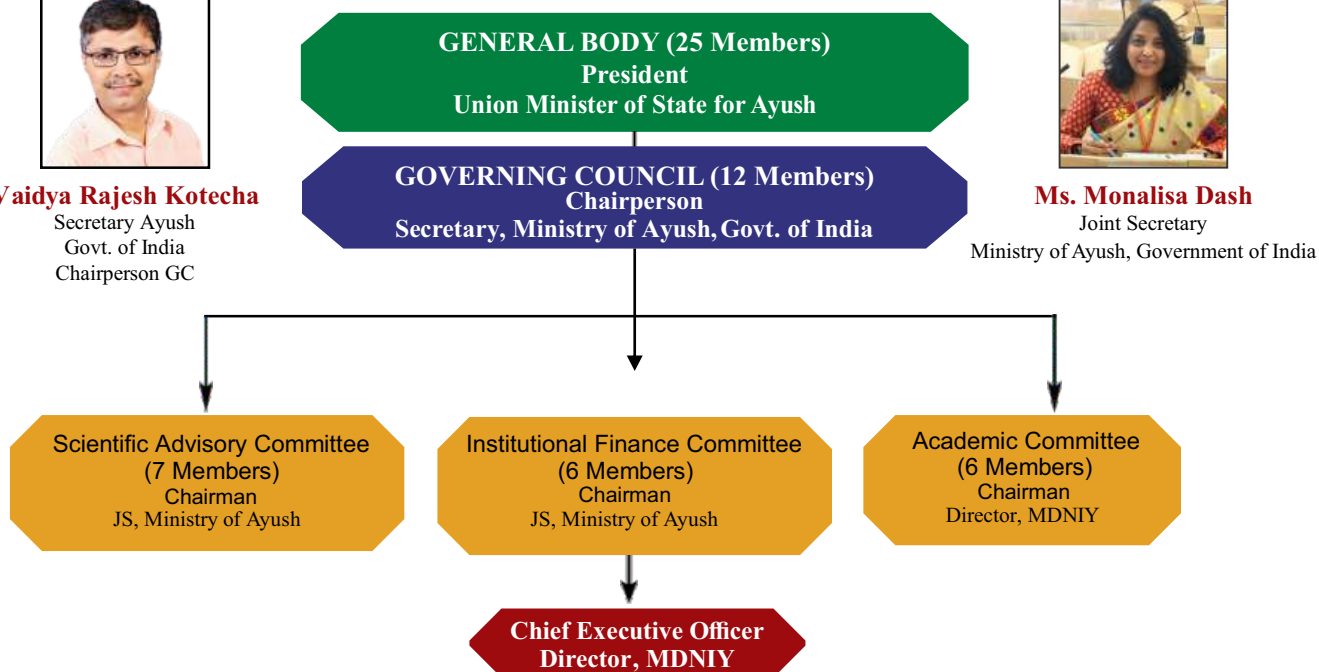 GENERAL BODY (25 Members)
President
Union Minister of State for Ayush
GOVERNING COUNCIL (12 Members)
Chairperson
Secretary, Ministry of Ayush, Govt. of India
Vaidya Rajesh Kotecha
Secretary Ayush
Govt. of India
Chairperson GC
Ms. Monalisa Dash
Joint Secretary
Ministry of Ayush, Government of India
Scientific Advisory Committee
(7 Members)
Chairman
JS, Ministry of Ayush
Institutional Finance Committee
(6 Members)
Chairman
JS, Ministry of Ayush
Academic Committee
(6 Members)
Chairman
Director, MDNIY
Chief Executive Officer
Director, MDNIY